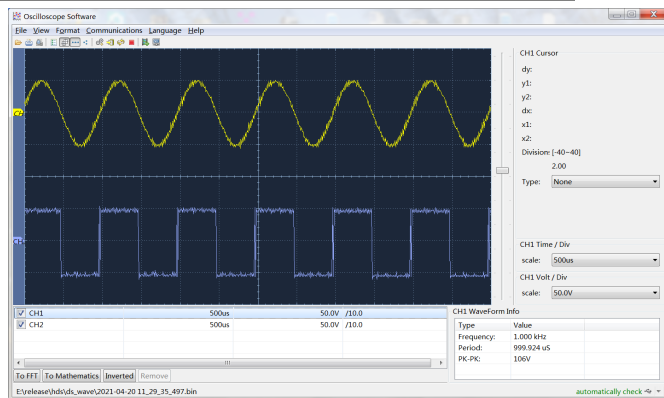 Oscilloscope Software
File View Format Communications Language Help
CH1 Cursor
dy:
y1:
y2:
dx:
x1:
x2:
Division: [-40~40]
2.00
Type: None
CH1 Time / Div
scale: 500us
CH1 Volt / Div
scale: 50.0V
CH1 500us 50.0V /10.0
CH2 500us 50.0V /10.0
CH1 WaveForm Info
Type Value
Frequency: 1.000 kHz
Period: 999.924 uS
PK-PK: 106V
To FFT To Mathematics Inverted Remove
E:\release\hds\ds_wave\2021-04-20 11_29_35_497.bin
automatically check